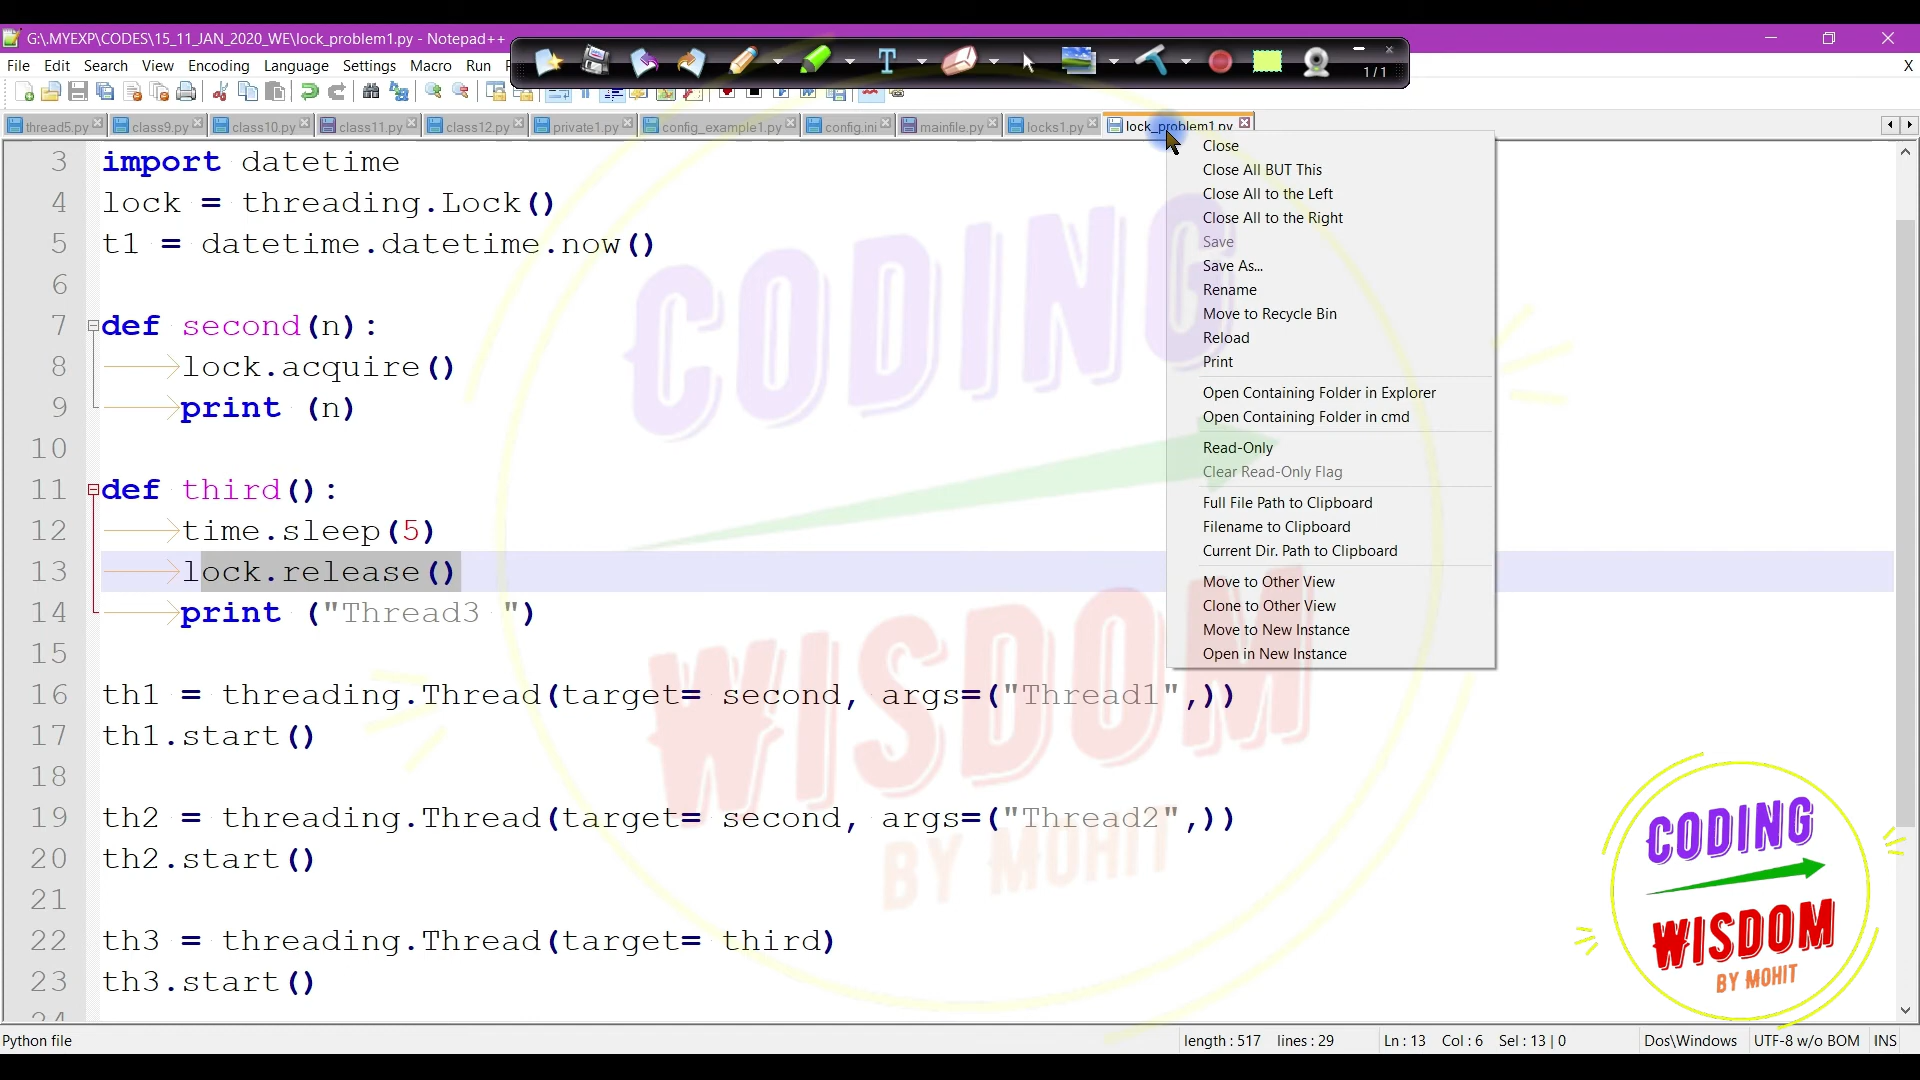 G:\.MYEXP\CODES\15_11_JAN_2020_WE\lock_problem1.py - Notepad++
1/1
File Edit Search View Encoding Language Settings Macro Run
X
thread5.py class9.py class10.py class11.py class12.py private1.py config_example1.py config.ini mainfile.py locks1.py lock_problem1.py
3 import datetime
4 lock = threading.Lock()
5 t1 = datetime.datetime.now()
6
7 def second(n):
8 lock.acquire()
9 print (n)
10
11 def third():
12 time.sleep(5)
13 lock.release()
14 print ("Thread3 ")
15
16 th1 = threading.Thread(target= second, args=("Thread1",))
17 th1.start()
18
19 th2 = threading.Thread(target= second, args=("Thread2",))
20 th2.start()
21
22 th3 = threading.Thread(target= third)
23 th3.start()
24
Close
Close All BUT This
Close All to the Left
Close All to the Right
Save
Save As...
Rename
Move to Recycle Bin
Reload
Print
Open Containing Folder in Explorer
Open Containing Folder in cmd
Read-Only
Clear Read-Only Flag
Full File Path to Clipboard
Filename to Clipboard
Current Dir. Path to Clipboard
Move to Other View
Clone to Other View
Move to New Instance
Open in New Instance
CODING
WISDOM
BY MOHIT
CODING
WISDOM
BY MOHIT
Python file length : 517 lines : 29 Ln : 13 Col : 6 Sel : 13 | 0 Dos\Windows UTF-8 w/o BOM INS